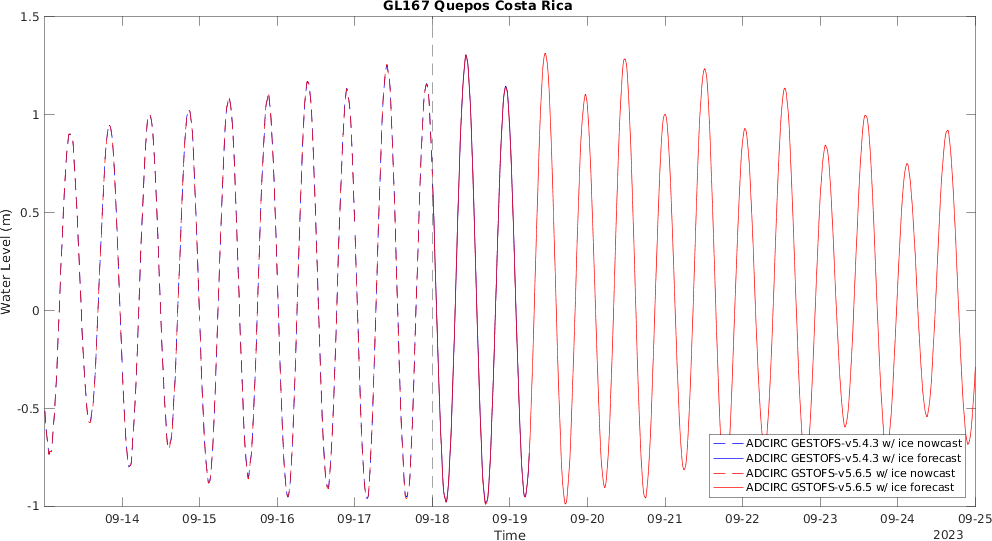 GL167 Quepos Costa Rica
1.5
1
0.5
0
-0.5
-1
Water Level (m)
ADCIRC GESTOFS-v5.4.3 w/ ice nowcast
ADCIRC GESTOFS-v5.4.3 w/ ice forecast
ADCIRC GSTOFS-v5.6.5 w/ ice nowcast
ADCIRC GSTOFS-v5.6.5 w/ ice forecast
09-14 09-15 09-16 09-17 09-18 09-19 09-20 09-21 09-22 09-23 09-24 09-25
Time
2023